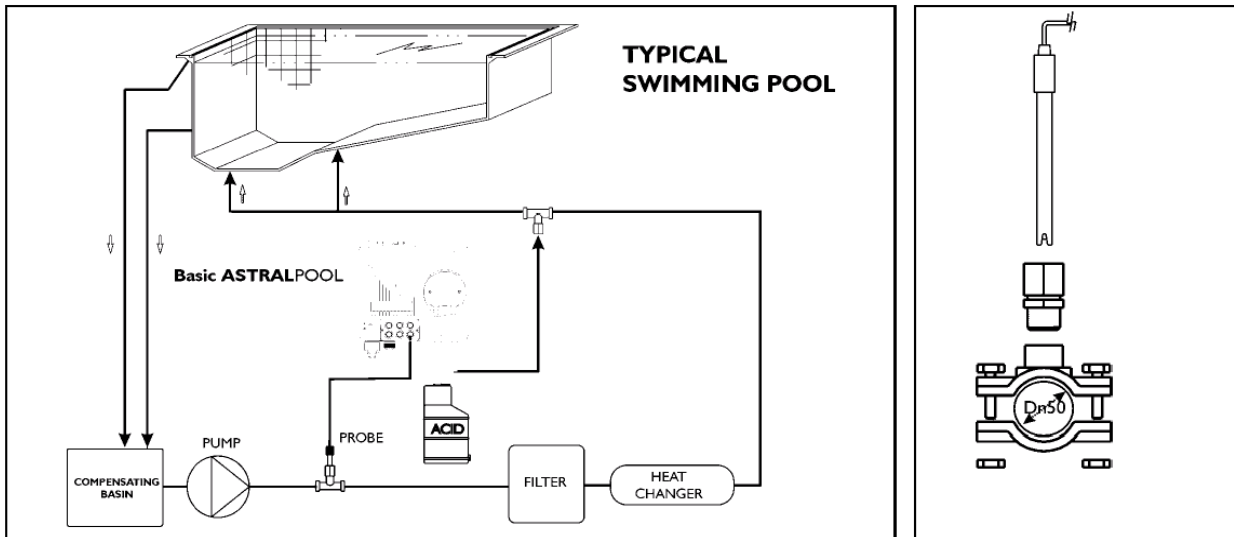 TYPICAL
SWIMMING POOL
Basic ASTRALPOOL
PUMP
PROBE
ACID
COMPENSATING
BASIN
FILTER
HEAT
CHANGER
Dn50